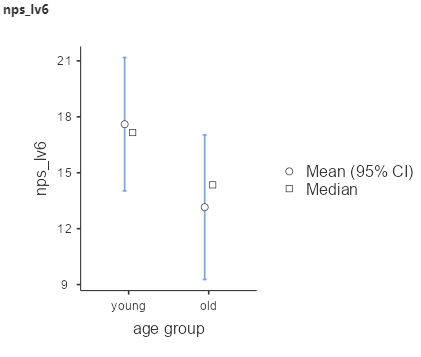 nps_lv6
21
18
15
12
9
nps_lv6
young old
age group
Mean (95% CI)
Median